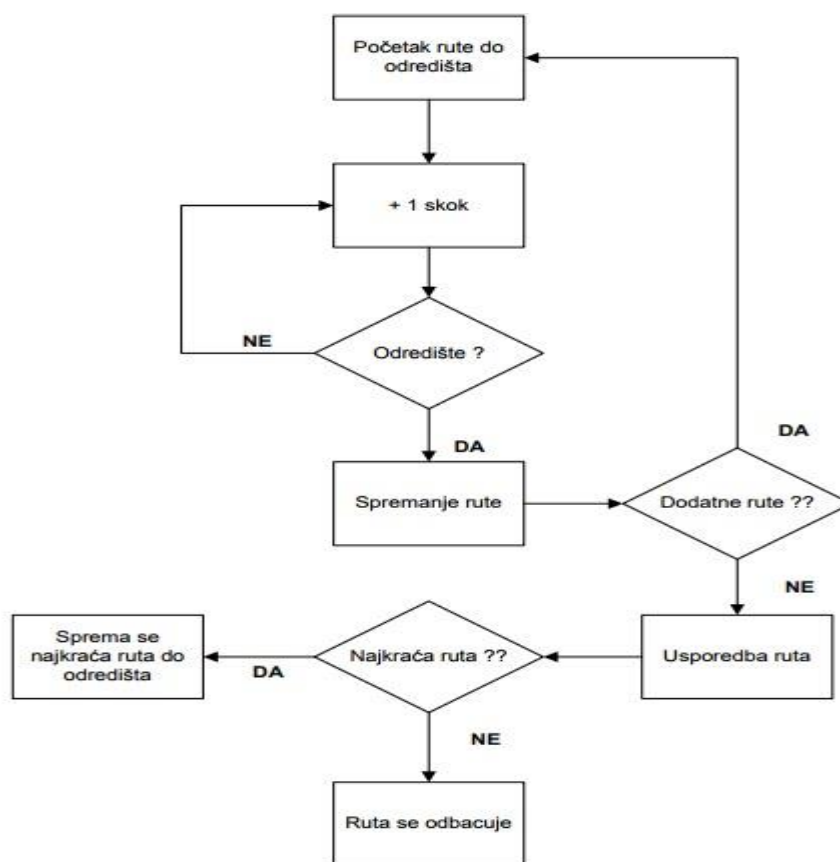 Početak rute do
odredišta
+ 1 skok
NE
Odredište ?
DA
DA
Spremanje rute
Dodatne rute ??
NE
Sprema se
najkraća ruta do
odredišta
Najkraća ruta ??
Usporedba ruta
DA
NE
Ruta se odbacuje